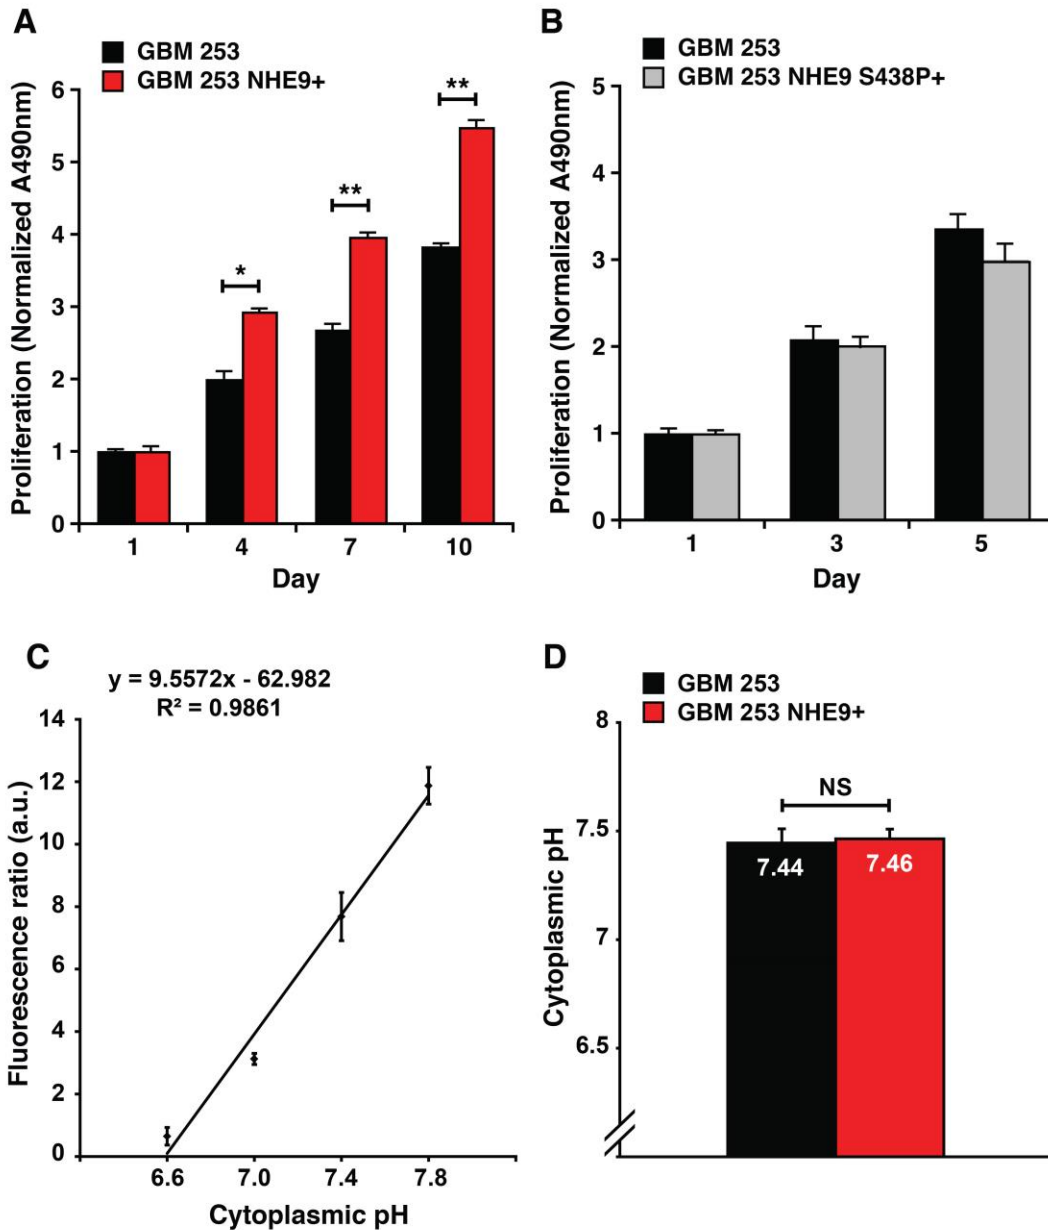 A
GBM 253
GBM 253 NHE9+
Proliferation (Normalized A490nm)
6
5
4
3
2
1
0
*
**
**
1 4 7 10
Day
B
GBM 253
GBM 253 NHE9 S438P+
Proliferation (Normalized A490nm)
5
4
3
2
1
0
1 3 5
Day
C
y = 9.5572x - 62.982
R² = 0.9861
Fluorescence ratio (a.u.)
14
12
10
8
6
4
2
0
6.6 7.0 7.4 7.8
Cytoplasmic pH
D
GBM 253
GBM 253 NHE9+
Cytoplasmic pH
8
7.5
7
6.5
NS
7.44 7.46